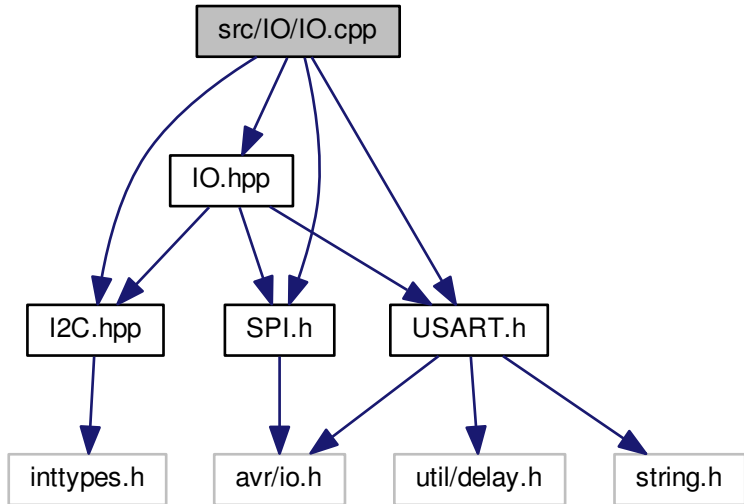 src/IO/IO.cpp
IO.hpp
I2C.hpp
SPI.h
USART.h
inttypes.h
avr/io.h
util/delay.h
string.h